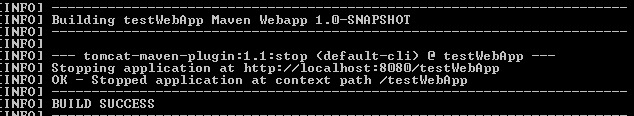 [INFO] ------------------------------------------------------------------------
[INFO] Building testWebApp Maven Webapp 1.0-SNAPSHOT
[INFO] ------------------------------------------------------------------------
[INFO]
[INFO] --- tomcat-maven-plugin:1.1:stop (default-cli) @ testWebApp ---
[INFO] Stopping application at http://localhost:8080/testWebApp
[INFO] OK - Stopped application at context path /testWebApp
[INFO] ------------------------------------------------------------------------
[INFO] BUILD SUCCESS
[INFO] ------------------------------------------------------------------------